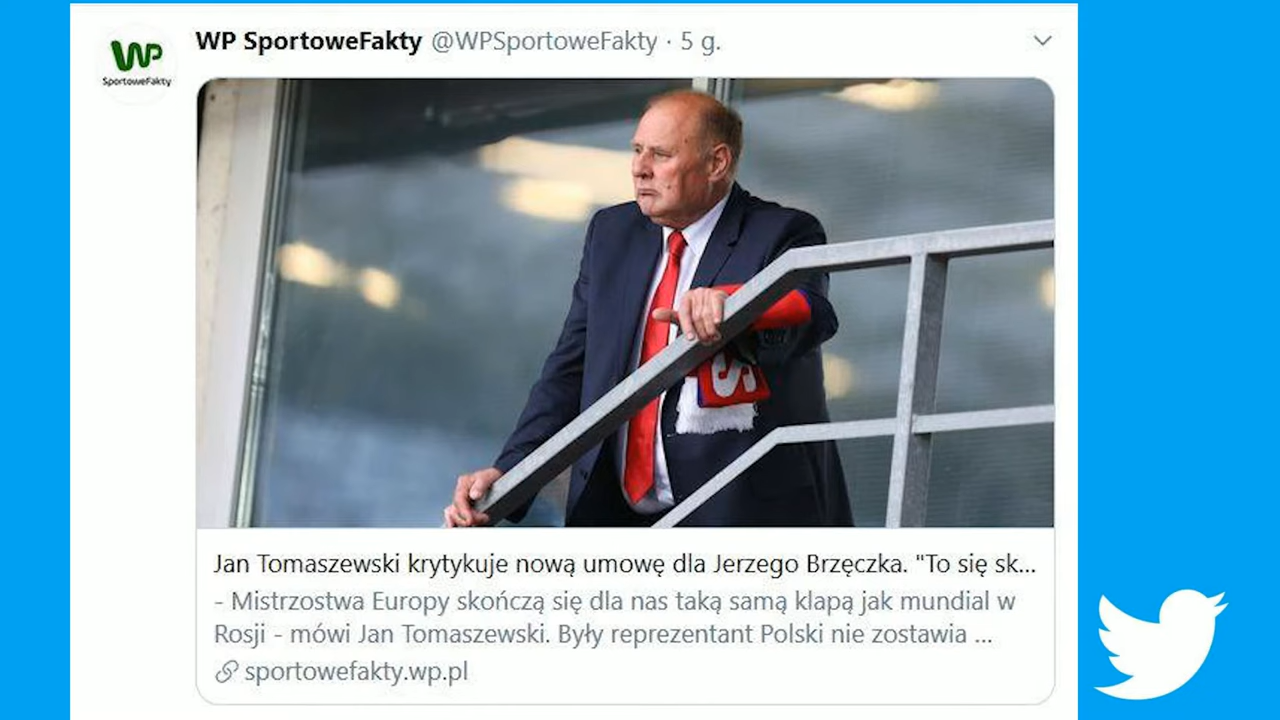 WP SportoweFakty @WPSportoweFakty · 5 g.
WP
SportoweFakty
S
Jan Tomaszewski krytykuje nową umowę dla Jerzego Brzęczka. "To się sk...
- Mistrzostwa Europy skończą się dla nas taką samą klapą jak mundial w
Rosji - mówi Jan Tomaszewski. Były reprezentant Polski nie zostawia ...
sportowefakty.wp.pl